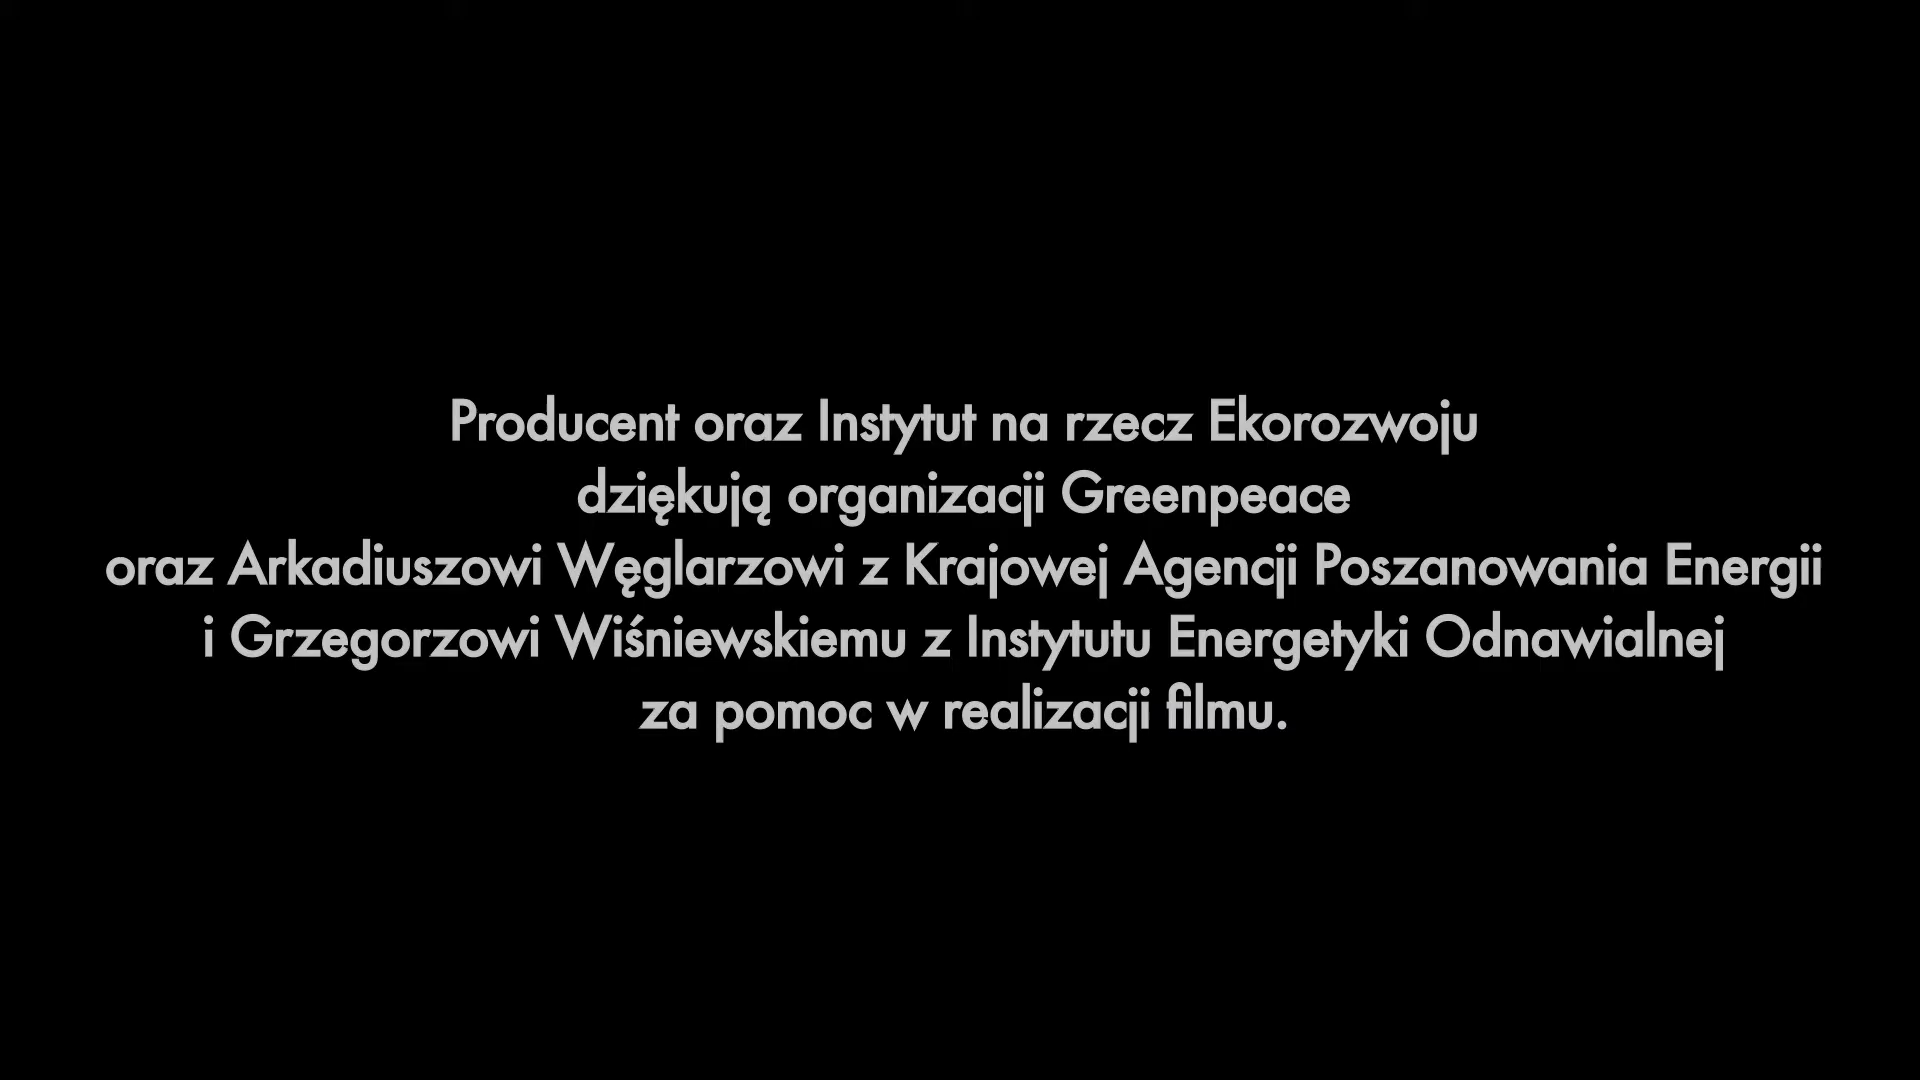 Producent oraz Instytut na rzecz Ekorozwoju
dziękują organizacji Greenpeace
oraz Arkadiuszowi Węglarzowi z Krajowej Agencji Poszanowania Energii
i Grzegorzowi Wiśniewskiemu z Instytutu Energetyki Odnawialnej
za pomoc w realizacji filmu.